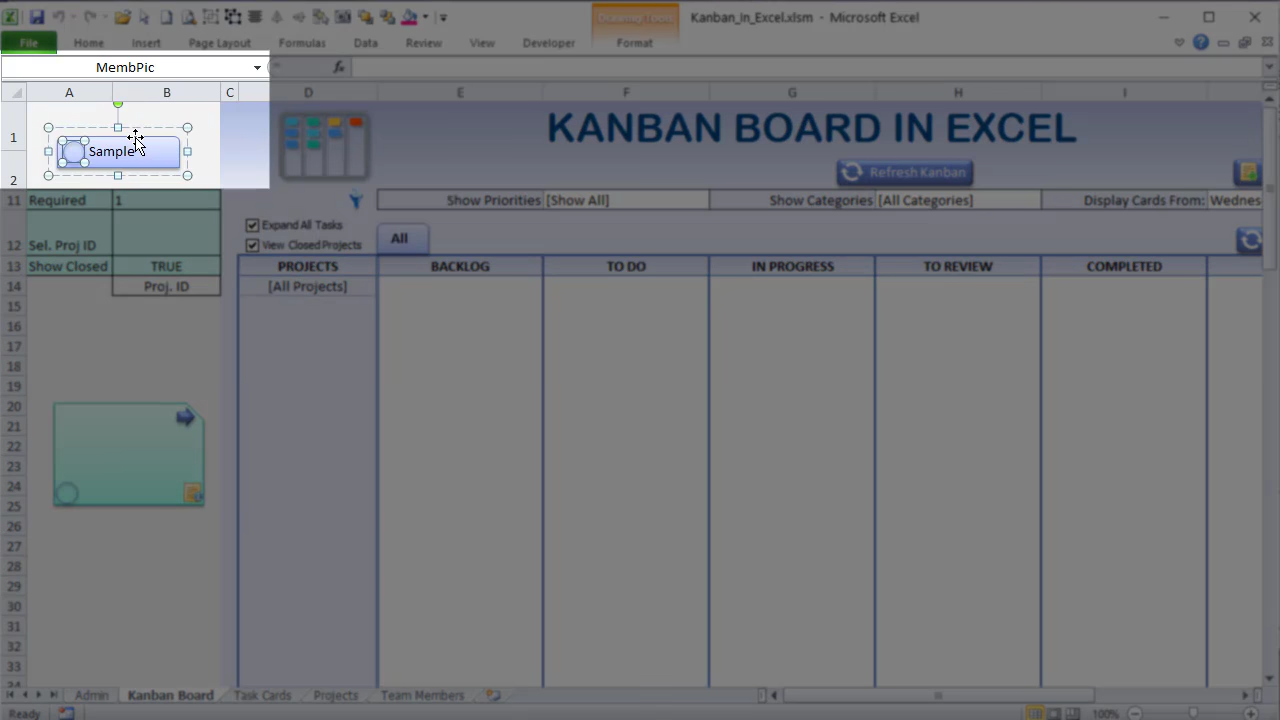 Drawing Tools
Kanban_In_Excel.xlsm - Microsoft Excel
File Home Insert Page Layout Formulas Data Review View Developer Format
MembPic
fx
A B C D E F G H I
1
Sample
KANBAN BOARD IN EXCEL
2
Refresh Kanban
11 Required 1 Show Priorities [Show All] Show Categories [All Categories] Display Cards From: Wednes
Expand All Tasks
12 Sel. Proj ID View Closed Projects All
13 Show Closed TRUE PROJECTS BACKLOG TO DO IN PROGRESS TO REVIEW COMPLETED
14 Proj. ID [All Projects]
15
16
17
18
19
20
21
22
23
24
25
26
27
28
29
30
31
32
33
Admin Kanban Board Task Cards Projects Team Members
Ready 100%